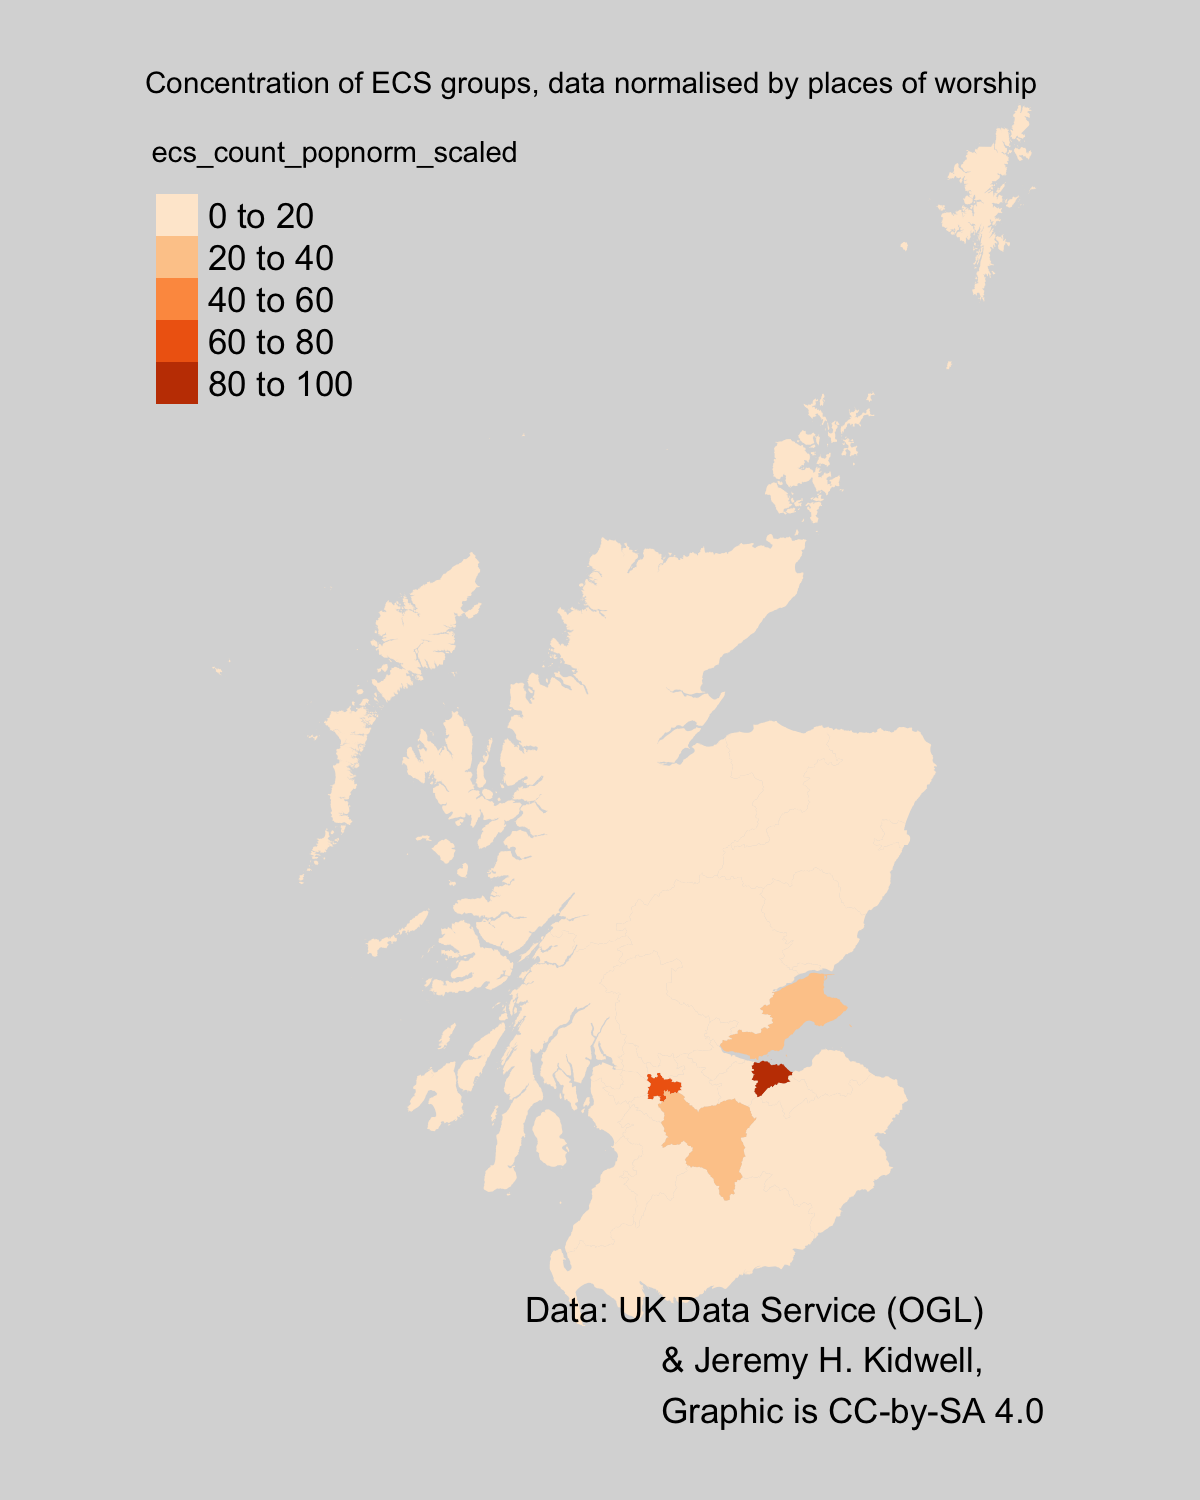 Concentration of ECS groups, data normalised by places of worship
ecs_count_popnorm_scaled
0 to 20
20 to 40
40 to 60
60 to 80
80 to 100
Data: UK Data Service (OGL)
& Jeremy H. Kidwell,
Graphic is CC-by-SA 4.0